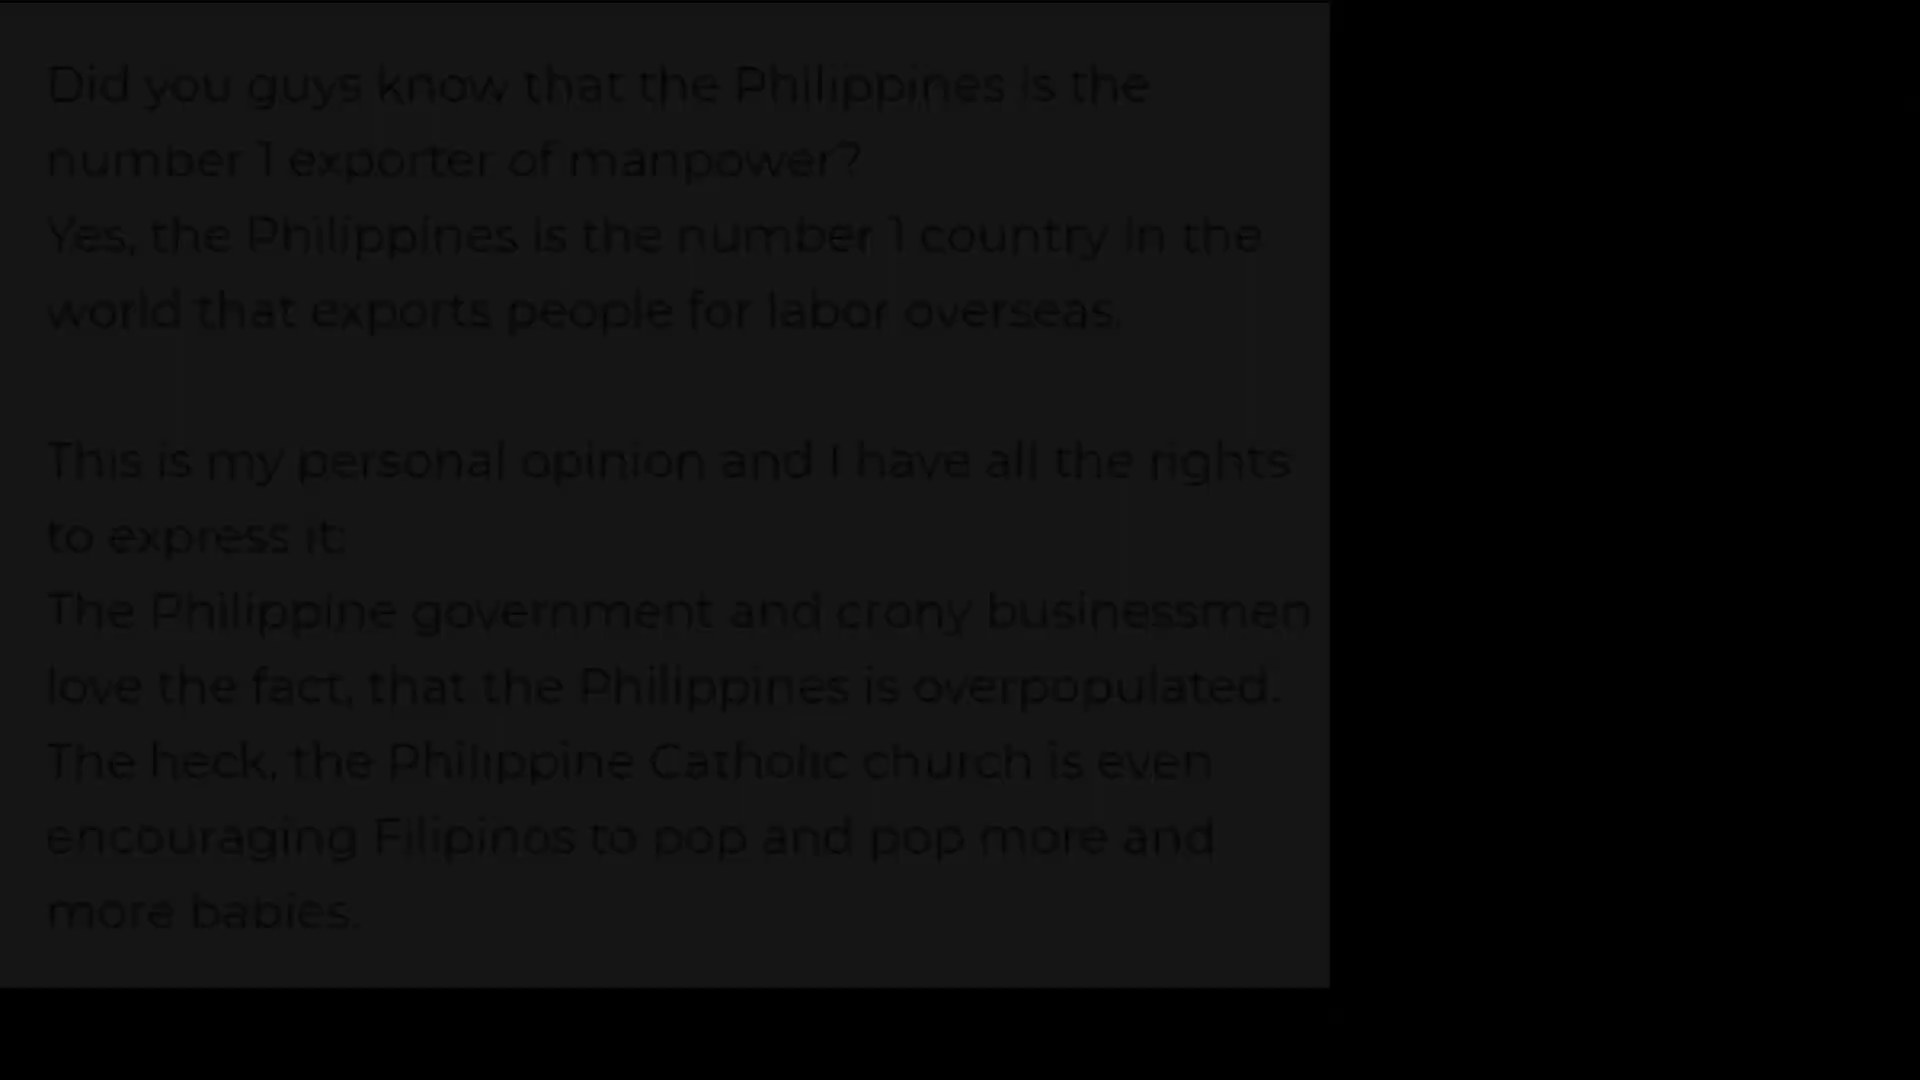 Did you guys know that the Philippines is the
number 1 exporter of manpower?
Yes, the Philippines is the number 1 country in the
world that exports people for labor overseas.
This is my personal opinion and I have all the rights
to express it:
The Philippine government and crony businessmen
love the fact, that the Philippines is overpopulated.
The heck, the Philippine Catholic church is even
encouraging Filipinos to pop and pop more and
more babies.